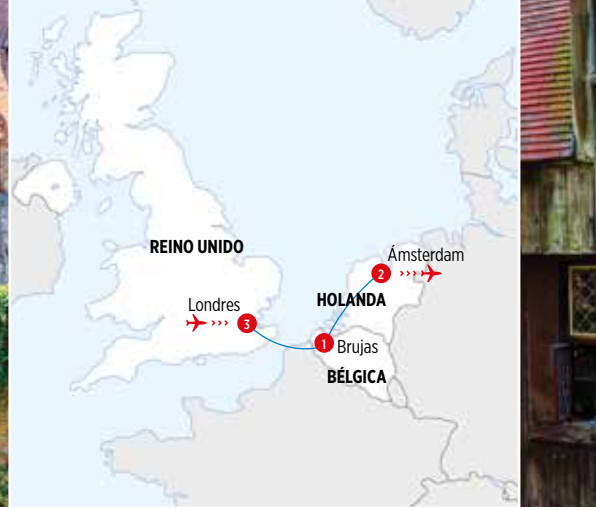 REINO UNIDO
Ámsterdam
2
Londres
HOLANDA
3
1 Brujas
BÉLGICA